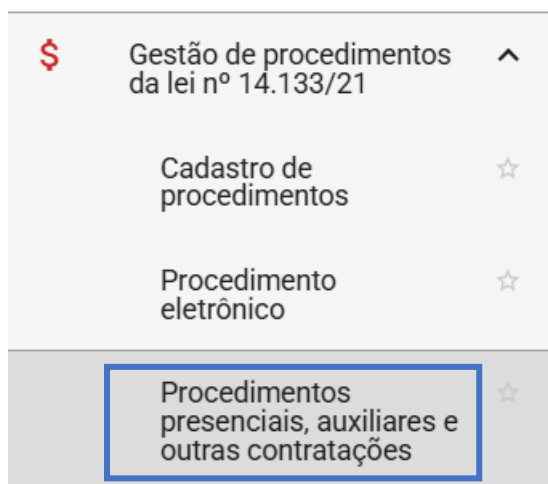 $
Gestão de procedimentos
da lei nº 14.133/21
Cadastro de
procedimentos
Procedimento
eletrônico
Procedimentos
presenciais, auxiliares e
outras contratações